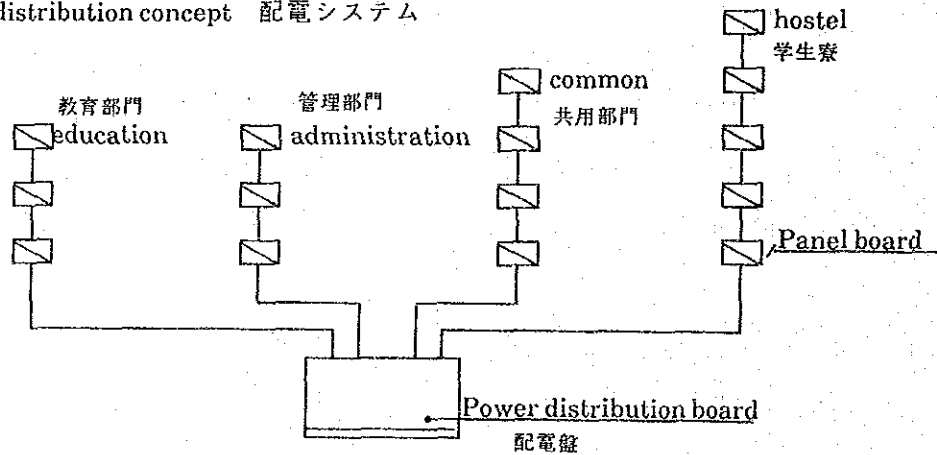 distribution concept 配電システム
hostel
学生寮
common
共用部門
教育部門
education
管理部門
administration
Panel board
Power distribution board
配電盤